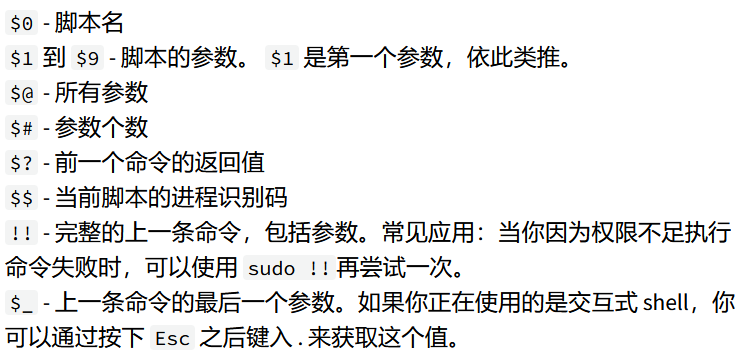 $0 - 脚本名
$1 到 $9 - 脚本的参数。 $1 是第一个参数，依此类推。
$@ - 所有参数
$# - 参数个数
$? - 前一个命令的返回值
$$ - 当前脚本的进程识别码
!! - 完整的上一条命令，包括参数。常见应用：当你因为权限不足执行
命令失败时，可以使用 sudo !! 再尝试一次。
$_ - 上一条命令的最后一个参数。如果你正在使用的是交互式 shell，你
可以通过按下 Esc 之后键入 . 来获取这个值。